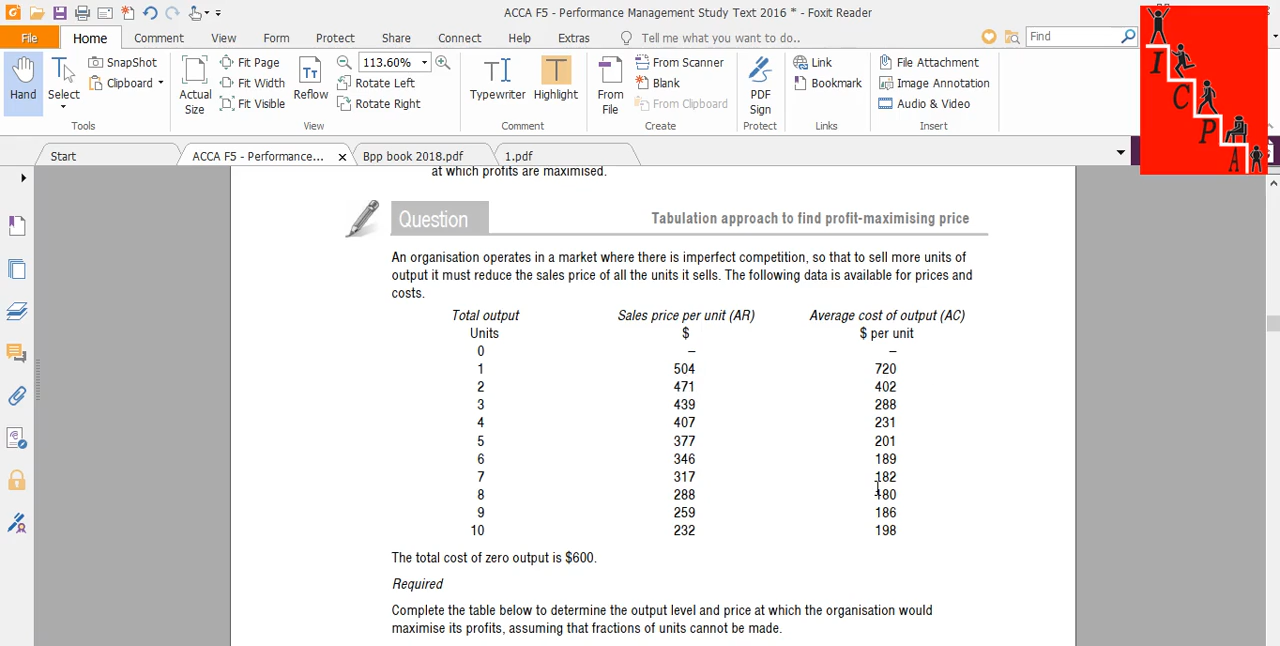 ACCA F5 - Performance Management Study Text 2016 * - Foxit Reader
File Home Comment View Form Protect Share Connect Help Extras Tell me what you want to do.. Find
Hand
Select
SnapShot
Clipboard
Tools
Actual Size
Fit Page
Fit Width
Fit Visible
Reflow
113.60%
Rotate Left
Rotate Right
View
Typewriter
Highlight
Comment
From File
From Scanner
Blank
From Clipboard
Create
PDF Sign
Protect
Link
Bookmark
Links
File Attachment
Image Annotation
Audio & Video
Insert
I
C
P
A
Start ACCA F5 - Performance... Bpp book 2018.pdf 1.pdf
at which profits are maximised.
Question Tabulation approach to find profit-maximising price
An organisation operates in a market where there is imperfect competition, so that to sell more units of
output it must reduce the sales price of all the units it sells. The following data is available for prices and
costs.
Total output Sales price per unit (AR) Average cost of output (AC)
Units $ $ per unit
0 – –
1 504 720
2 471 402
3 439 288
4 407 231
5 377 201
6 346 189
7 317 182
8 288 180
9 259 186
10 232 198
The total cost of zero output is $600.
Required
Complete the table below to determine the output level and price at which the organisation would
maximise its profits, assuming that fractions of units cannot be made.